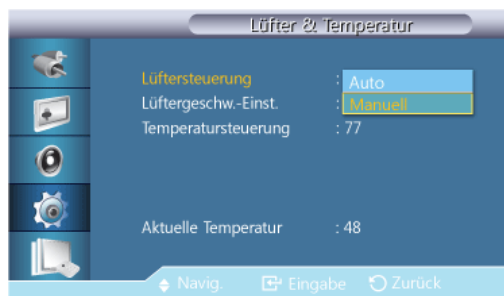 Lüfter & Temperatur
Lüftersteuerung : Auto
Lüftergeschw.-Einst. : Manuell
Temperatursteuerung : 77
Aktuelle Temperatur : 48
Navig. Eingabe Zurück